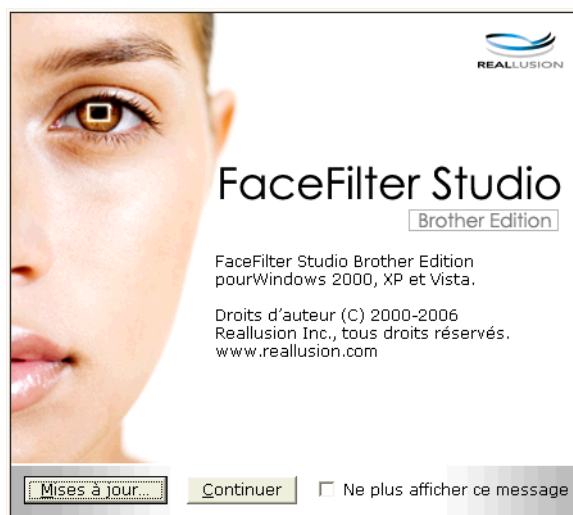 REALLUSION
FaceFilter Studio
Brother Edition
FaceFilter Studio Brother Edition
pourWindows 2000, XP et Vista.
Droits d'auteur (C) 2000-2006
Reallusion Inc., tous droits réservés.
www.reallusion.com
Mises à jour... Continuer Ne plus afficher ce message